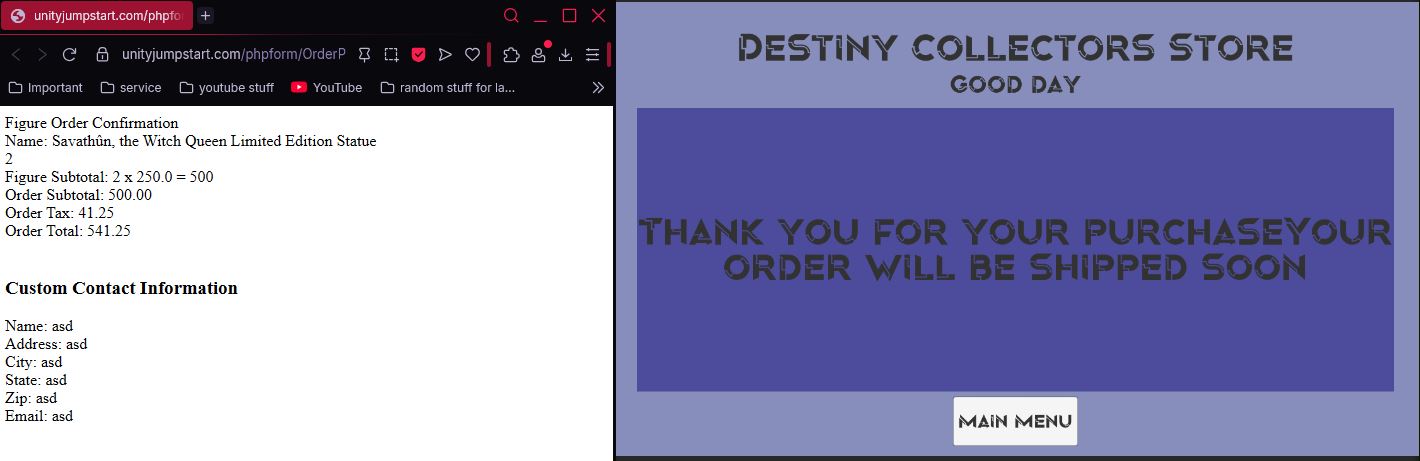 unityjumpstart.com/phpfo
unityjumpstart.com/phpform/OrderP
Important
service
youtube stuff
YouTube
random stuff for la...
Figure Order Confirmation
Name: Savathûn, the Witch Queen Limited Edition Statue
2
Figure Subtotal: 2 x 250.0 = 500
Order Subtotal: 500.00
Order Tax: 41.25
Order Total: 541.25
Custom Contact Information
Name: asd
Address: asd
City: asd
State: asd
Zip: asd
Email: asd
Destiny Collectors Store
Good Day
Thank you for your purchaseYour
order will be Shipped Soon
Main Menu